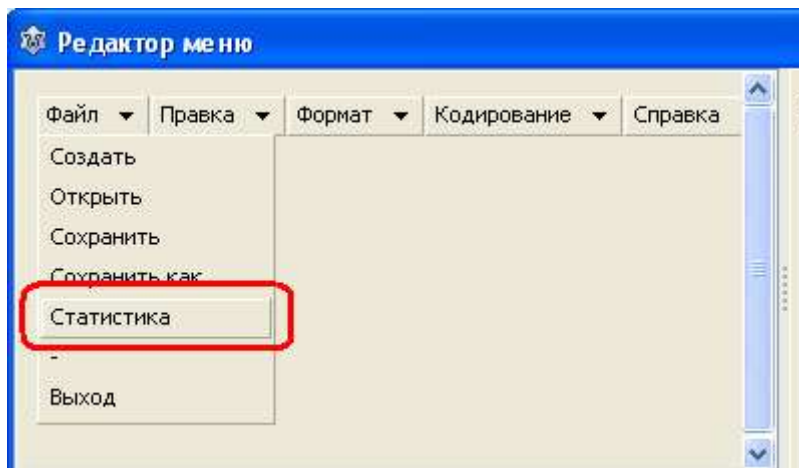 Редактор меню
Файл Правка Формат Кодирование Справка
Создать
Открыть
Сохранить
Сохранить как
Статистика
-
Выход